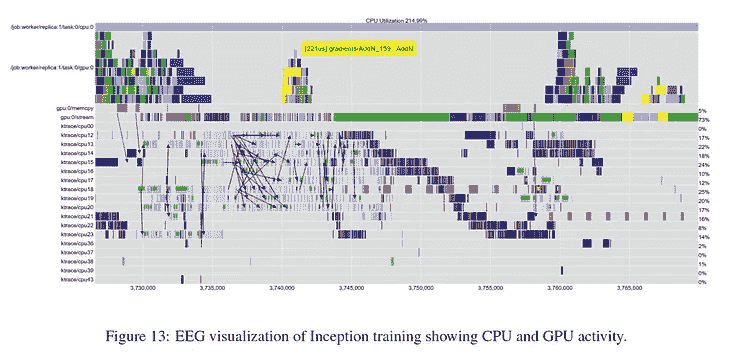 CPU Utilization 214.99%
/job:worker/replica:1/task:0/cpu:0
[221us] gradients/AddN_139 AddN
/job:worker/replica:1/task:0/gpu:0
gpu:0/memcpy 5%
gpu:0/stream 73%
ktrace/cpu00 0%
ktrace/cpu12 17%
ktrace/cpu13 22%
ktrace/cpu14 18%
ktrace/cpu15 24%
ktrace/cpu16 10%
ktrace/cpu17 12%
ktrace/cpu18 18%
ktrace/cpu19 20%
ktrace/cpu20 17%
ktrace/cpu21 16%
ktrace/cpu22 8%
ktrace/cpu23 14%
ktrace/cpu36 2%
ktrace/cpu37 0%
ktrace/cpu38 0%
ktrace/cpu39 0%
ktrace/cpu43 0%
3,730,000 3,735,000 3,740,000 3,745,000 3,750,000 3,755,000 3,760,000 3,765,000
Figure 13: EEG visualization of Inception training showing CPU and GPU activity.